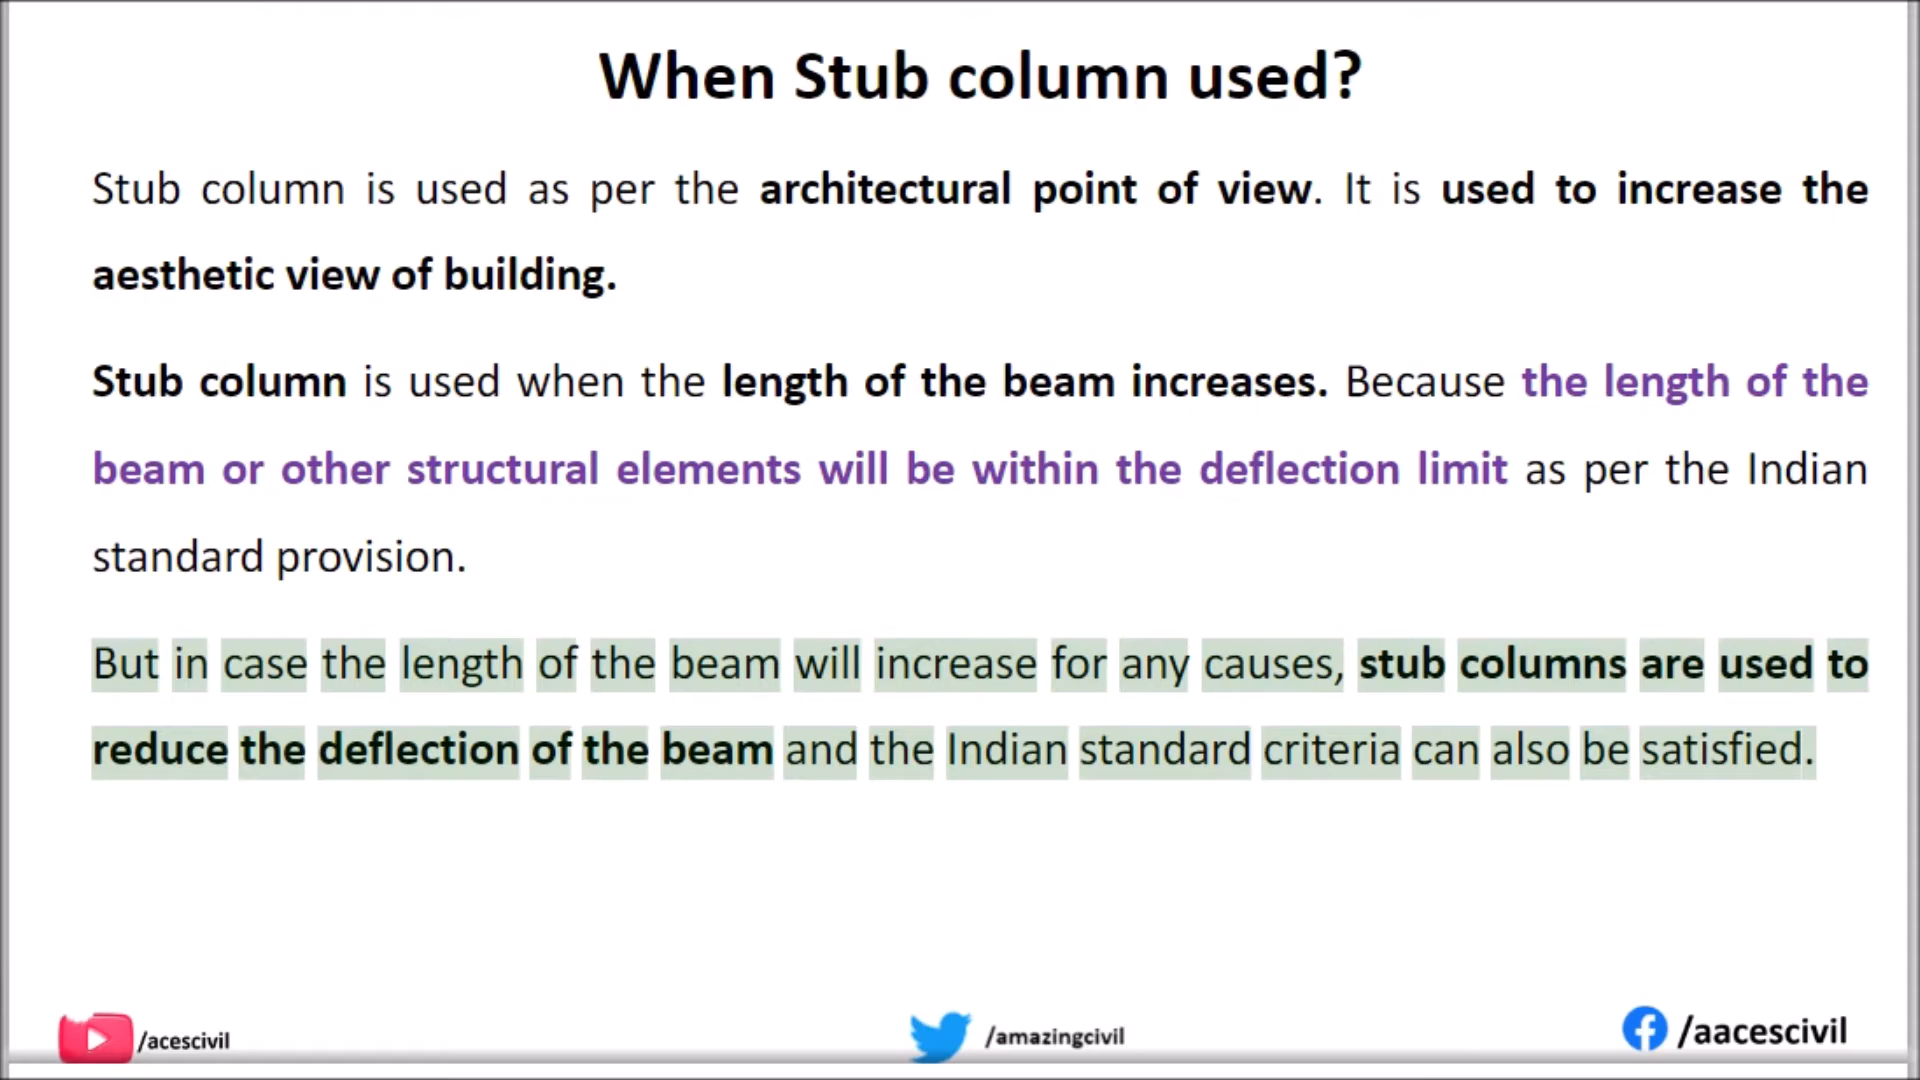 When Stub column used?
Stub column is used as per the architectural point of view. It is used to increase the
aesthetic view of building.
Stub column is used when the length of the beam increases. Because the length of the
beam or other structural elements will be within the deflection limit as per the Indian
standard provision.
But in case the length of the beam will increase for any causes, stub columns are used to
reduce the deflection of the beam and the Indian standard criteria can also be satisfied.
/acescivil
/amazingcivil
/aacescivil